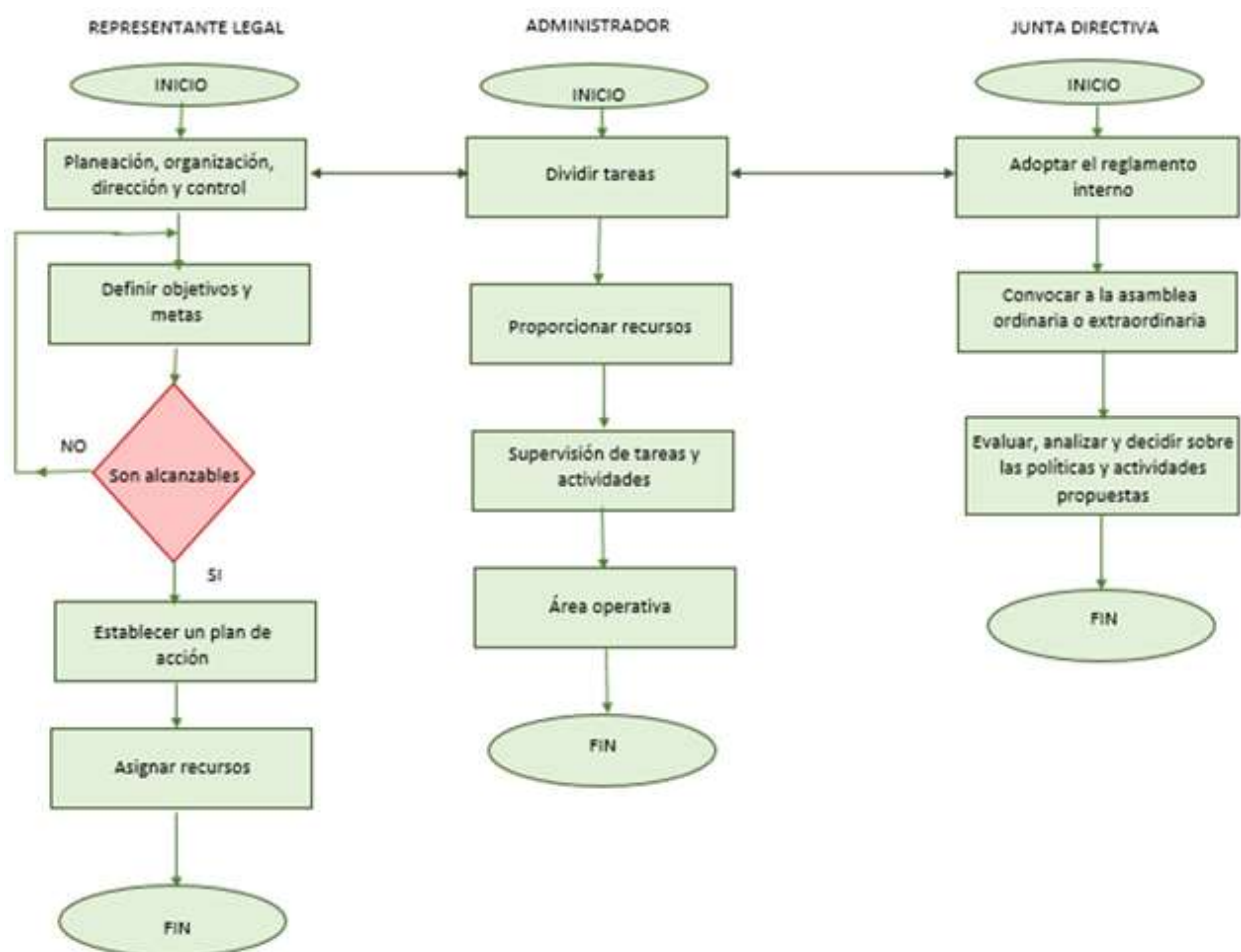 REPRESENTANTE LEGAL
INICIO
Planeación, organización,
dirección y control
Definir objetivos y
metas
NO
Son alcanzables
SI
Establecer un plan de
acción
Asignar recursos
FIN
ADMINISTRADOR
INICIO
Dividir tareas
Proporcionar recursos
Supervisión de tareas y
actividades
Área operativa
FIN
JUNTA DIRECTIVA
INICIO
Adoptar el reglamento
interno
Convocar a la asamblea
ordinaria o extraordinaria
Evaluar, analizar y decidir sobre
las políticas y actividades
propuestas
FIN